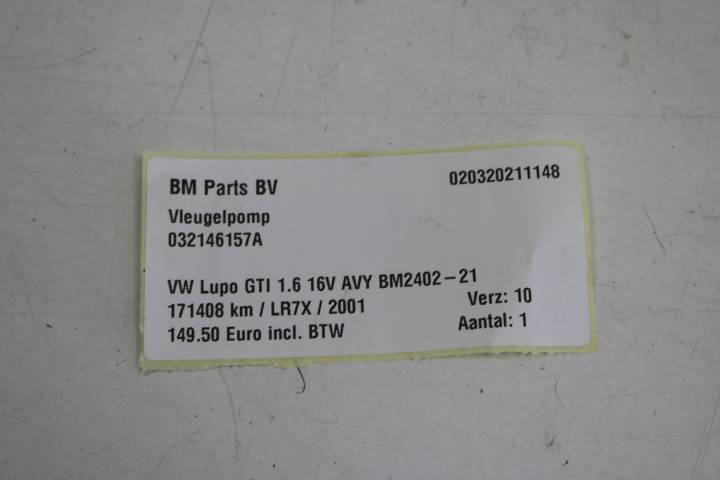 BM Parts BV 020320211148
Vleugelpomp
032146157A
VW Lupo GTI 1.6 16V AVY BM2402-21
171408 km / LR7X / 2001 Verz: 10
149.50 Euro incl. BTW Aantal: 1